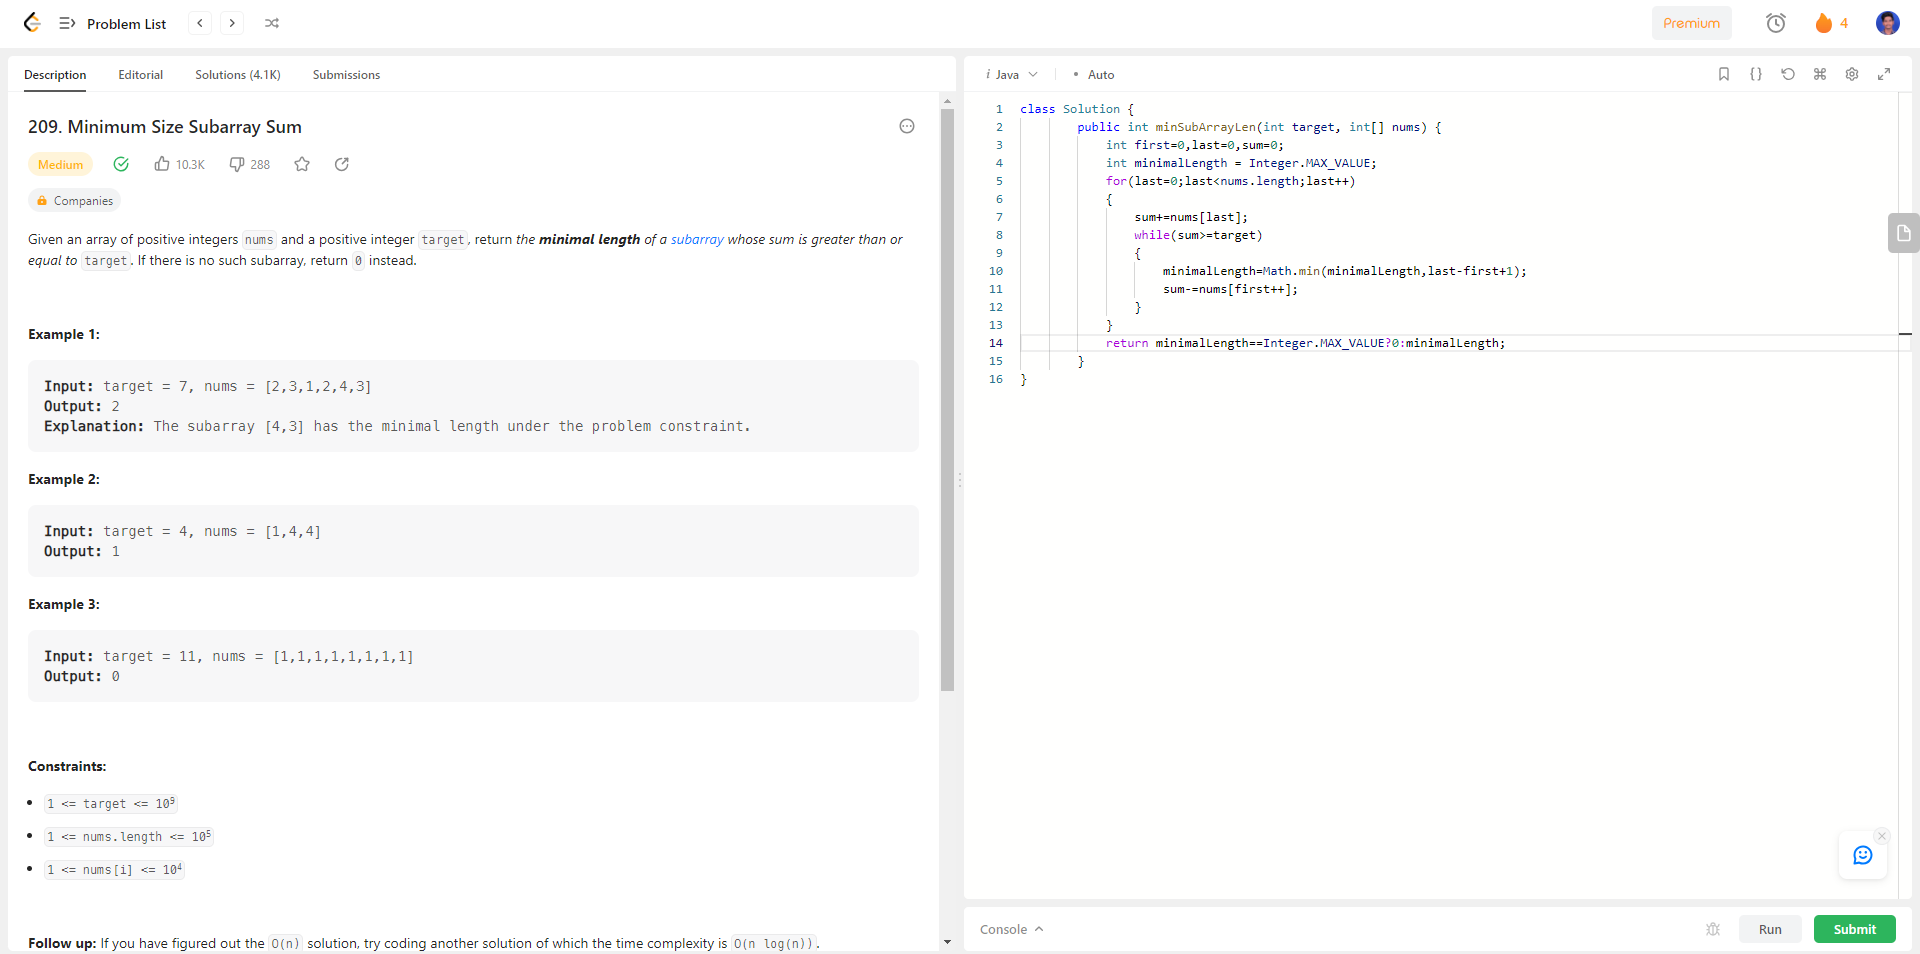 Problem List
Premium
4
Description Editorial Solutions (4.1K) Submissions
209. Minimum Size Subarray Sum
Medium 10.3K 288
Companies
Given an array of positive integers nums and a positive integer target, return the minimal length of a subarray whose sum is greater than or
equal to target. If there is no such subarray, return 0 instead.
Example 1:
Input: target = 7, nums = [2,3,1,2,4,3]
Output: 2
Explanation: The subarray [4,3] has the minimal length under the problem constraint.
Example 2:
Input: target = 4, nums = [1,4,4]
Output: 1
Example 3:
Input: target = 11, nums = [1,1,1,1,1,1,1,1]
Output: 0
Constraints:
• 1 <= target <= 10⁹
• 1 <= nums.length <= 10⁵
• 1 <= nums[i] <= 10⁴
Follow up: If you have figured out the O(n) solution, try coding another solution of which the time complexity is O(n log(n)).
i Java • Auto
1 class Solution {
2 public int minSubArrayLen(int target, int[] nums) {
3 int first=0,last=0,sum=0;
4 int minimalLength = Integer.MAX_VALUE;
5 for(last=0;last<nums.length;last++)
6 {
7 sum+=nums[last];
8 while(sum>=target)
9 {
10 minimalLength=Math.min(minimalLength,last-first+1);
11 sum-=nums[first++];
12 }
13 }
14 return minimalLength==Integer.MAX_VALUE?0:minimalLength;
15 }
16 }
Console Run Submit